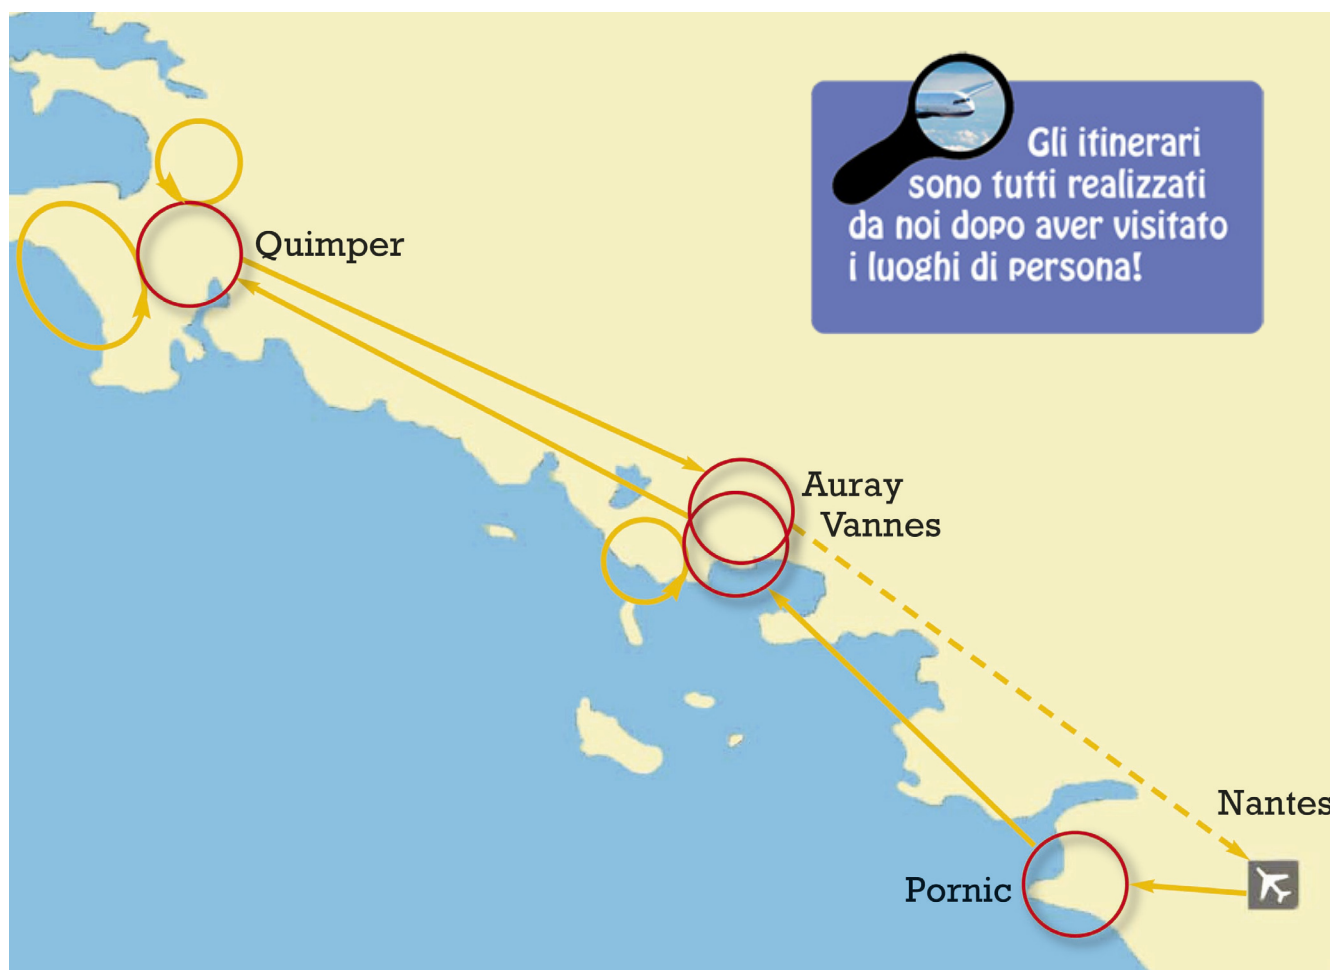 Gli itinerari
sono tutti realizzati
da noi dopo aver visitato
i luoghi di persona!
Quimper
Auray
Vannes
Nantes
Pornic